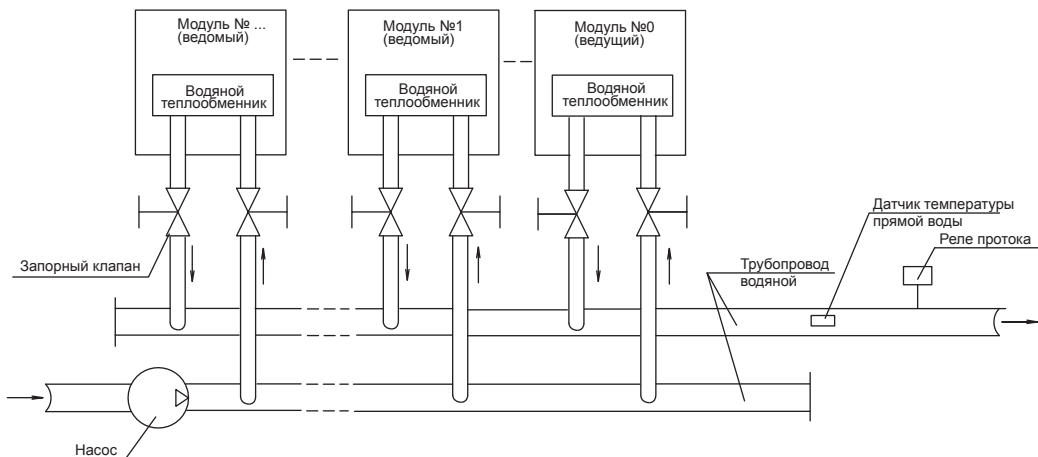 Модуль № ...
(ведомый)
Водяной
теплообменник
Модуль №1
(ведомый)
Водяной
теплообменник
Модуль №0
(ведущий)
Водяной
теплообменник
Датчик температуры
прямой воды
Реле протока
Запорный клапан
Трубопровод
водяной
Насос